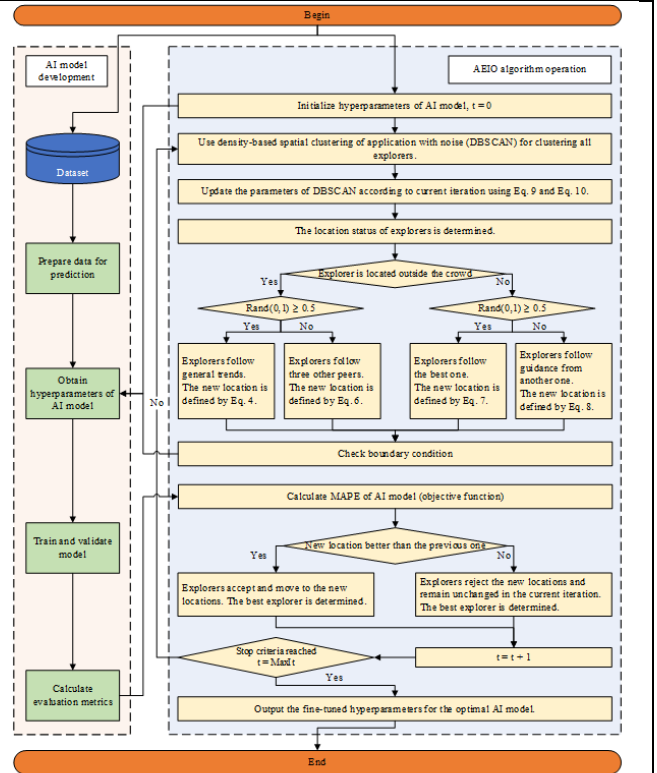 Begin
AI model
development
AEIO algorithm operation
Initialize hyperparameters of AI model, t = 0
Use density-based spatial clustering of application with noise (DBSCAN) for clustering all
explorers.
Dataset
Update the parameters of DBSCAN according to current iteration using Eq. 9 and Eq. 10.
The location status of explorers is determined.
Prepare data for
prediction
Explorer is located outside the crowd
Yes
No
Rand(0,1) ≥ 0.5
Rand(0,1) ≥ 0.5
Yes
No
Yes
No
Explorers follow
general trends.
The new location is
defined by Eq. 4.
Explorers follow
three other peers.
The new location is
defined by Eq. 6.
Explorers follow
the best one.
The new location is
defined by Eq. 7.
Explorers follow
guidance from
another one.
The new location is
defined by Eq. 8.
Obtain
hyperparameters of
AI model
No
Check boundary condition
Calculate MAPE of AI model (objective function)
Train and validate
model
New location better than the previous one
Yes
No
Explorers accept and move to the new
locations. The best explorer is determined.
Explorers reject the new locations and
remain unchanged in the current iteration.
The best explorer is determined.
Stop criteria reached
t = MaxIt
t = t + 1
Yes
Calculate
evaluation metrics
Output the fine-tuned hyperparameters for the optimal AI model.
End